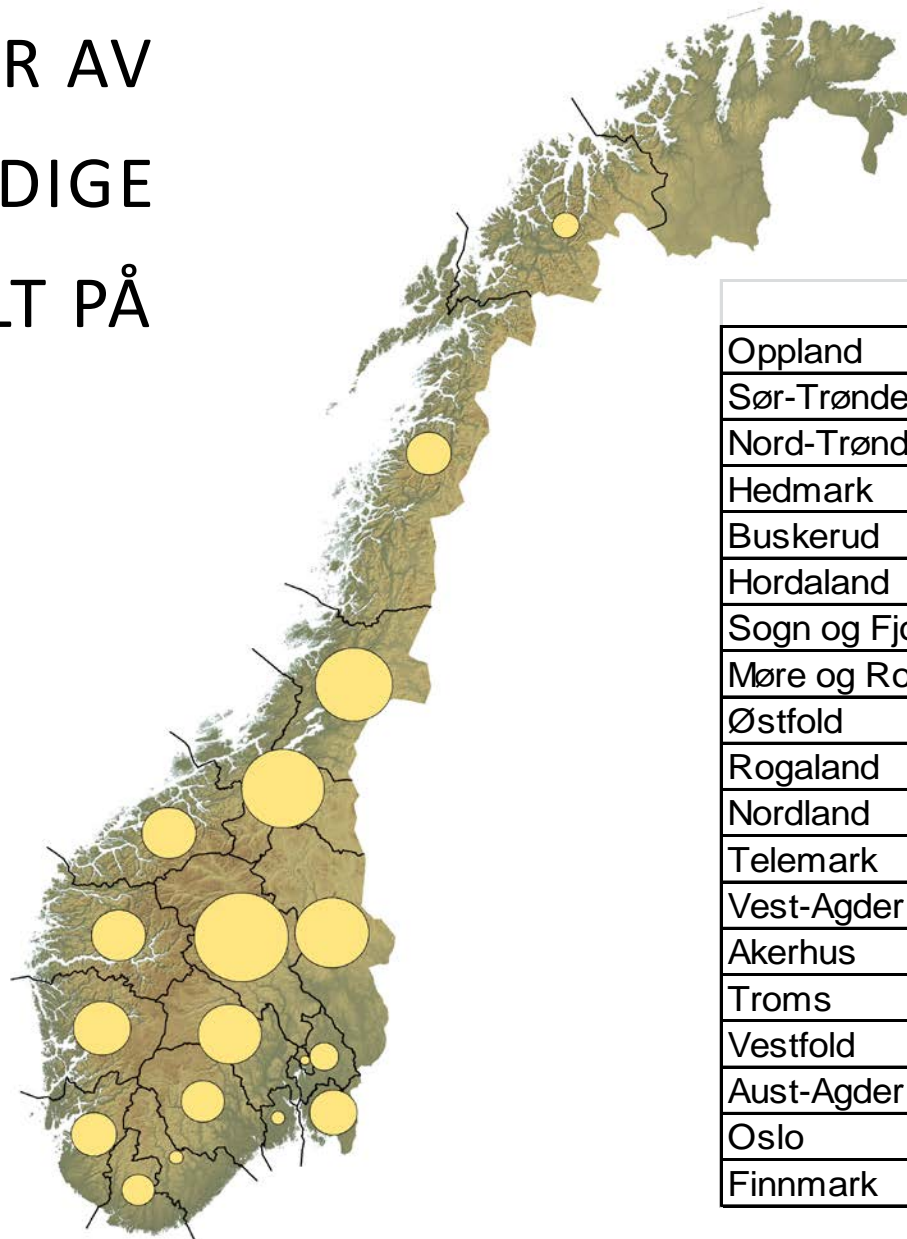 R AV
DIGE
LT PÅ
Oppland
Sør-Trønde
Nord-Trønd
Hedmark
Buskerud
Hordaland
Sogn og Fjo
Møre og Ro
Østfold
Rogaland
Nordland
Telemark
Vest-Agder
Akerhus
Troms
Vestfold
Aust-Agder
Oslo
Finnmark